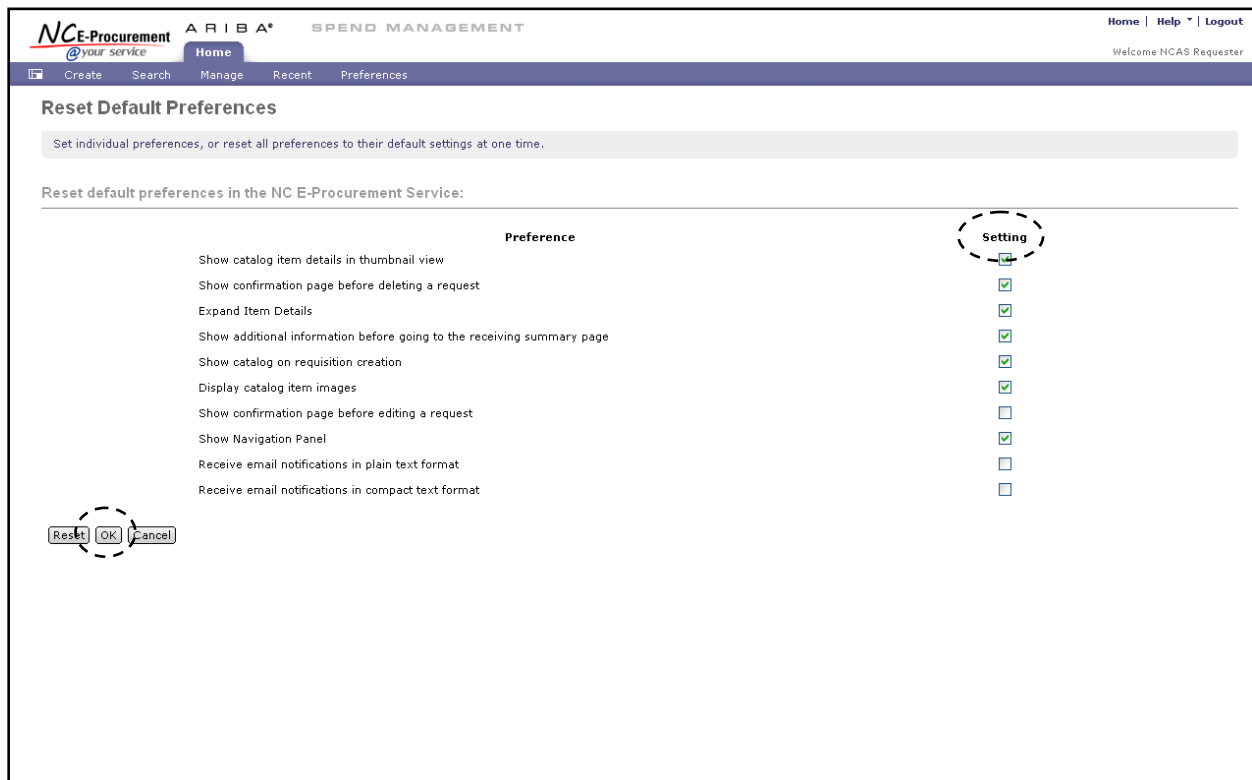 NC E-Procurement
@ your service
A R I B A®
SPEND MANAGEMENT
Home | Help | Logout
Home
Welcome NCAS Requester
Create Search Manage Recent Preferences
Reset Default Preferences
Set individual preferences, or reset all preferences to their default settings at one time.
Reset default preferences in the NC E-Procurement Service:
Preference Setting
Show catalog item details in thumbnail view
Show confirmation page before deleting a request
Expand Item Details
Show additional information before going to the receiving summary page
Show catalog on requisition creation
Display catalog item images
Show confirmation page before editing a request
Show Navigation Panel
Receive email notifications in plain text format
Receive email notifications in compact text format
Reset OK Cancel